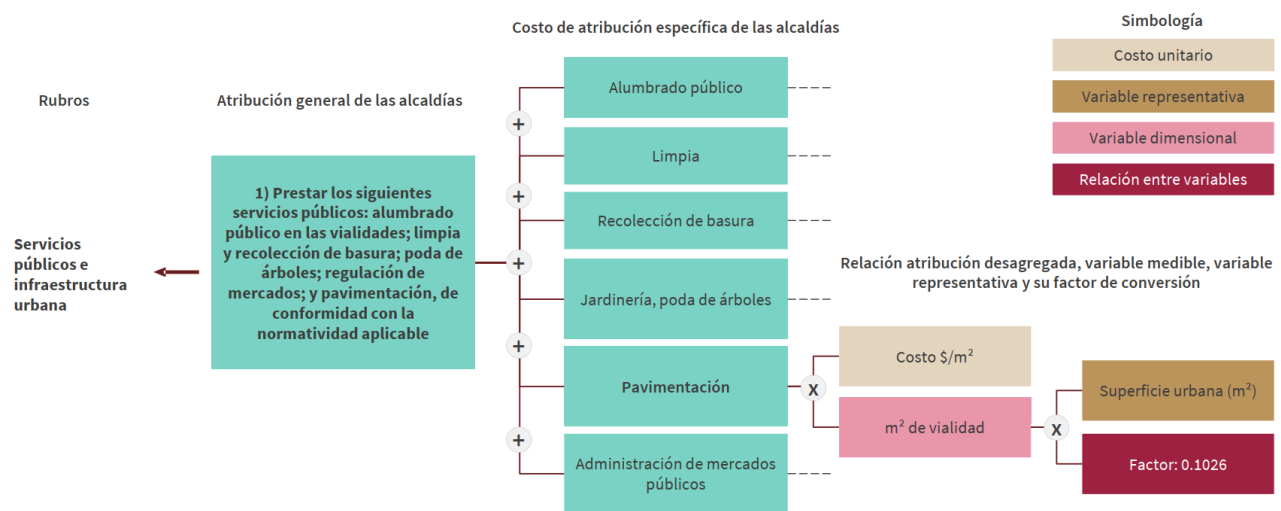 Costo de atribución específica de las alcaldías
Simbología
Costo unitario
Variable representativa
Variable dimensional
Relación entre variables
Rubros
Atribución general de las alcaldías
Servicios
públicos e
infraestructura
urbana
1) Prestar los siguientes
servicios públicos: alumbrado
público en las vialidades; limpia
y recolección de basura; poda de
árboles; regulación de
mercados; y pavimentación, de
conformidad con la
normatividad aplicable
+
+
+
+
+
Alumbrado público
Limpia
Recolección de basura
Jardinería, poda de árboles
Pavimentación
Administración de mercados
públicos
Relación atribución desagregada, variable medible, variable
representativa y su factor de conversión
x
Costo $/m²
m² de vialidad
x
Superficie urbana (m²)
Factor: 0.1026